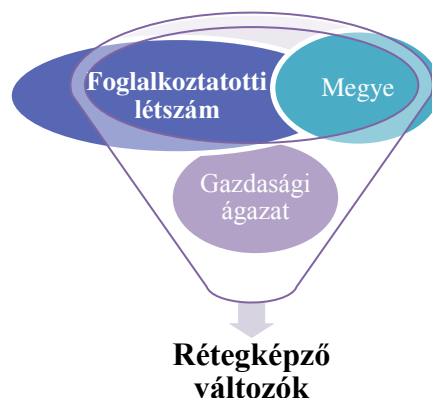 Foglalkoztatotti
létszám
Megye
Gazdasági
ágazat
Rétegképző
változók